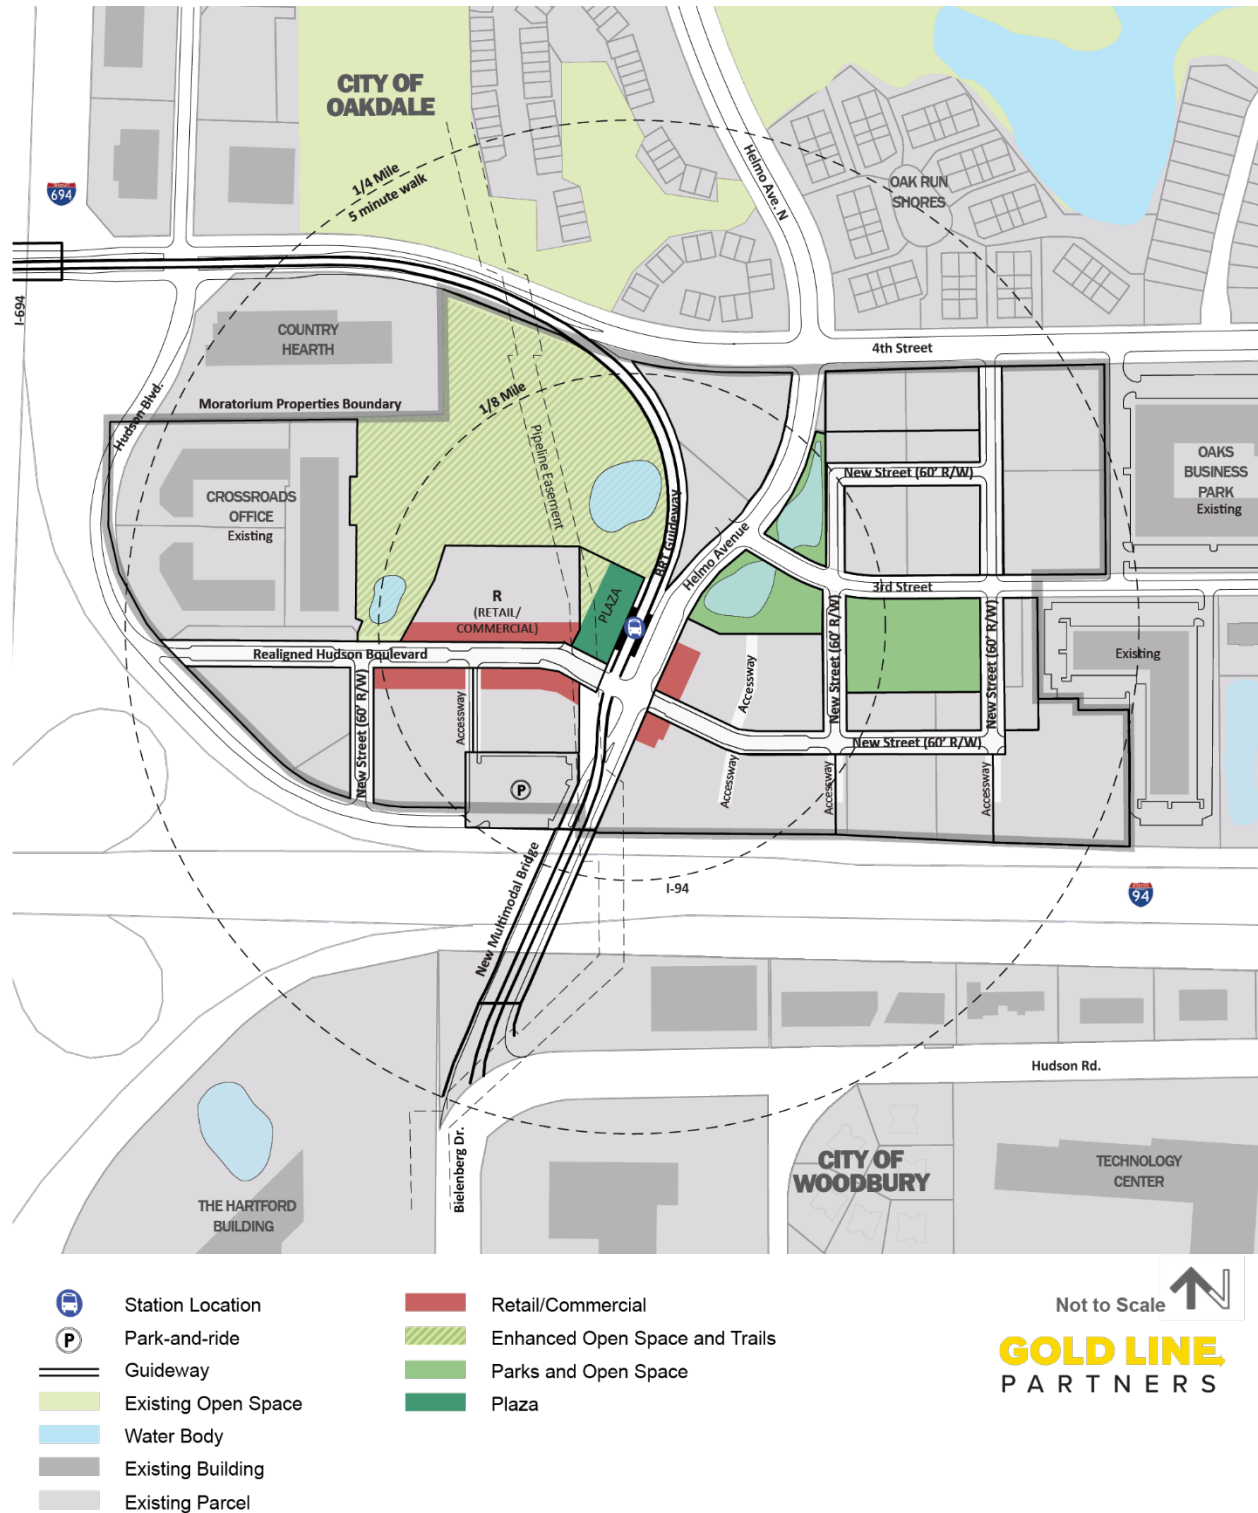 CITY OF
OAKDALE
INTERSTATE
694
1/4 Mile
5 minute walk
Helmo Ave. N
OAK RUN
SHORES
I-694
COUNTRY
HEARTH
4th Street
Hudson Blvd.
Moratorium Properties Boundary
1/8 Mile
Pipeline Easement
New Street (60' R/W)
OAKS
BUSINESS
PARK
Existing
CROSSROADS
OFFICE
Existing
BRT Guideway
Helmo Avenue
3rd Street
R
(RETAIL/
COMMERCIAL)
PLAZA
New Street (60' R/W)
New Street (60' R/W)
Existing
Realigned Hudson Boulevard
Accessway
New Street (60' R/W)
Accessway
New Street (60' R/W)
Accessway
Accessway
Accessway
P
New Multimodal Bridge
I-94
94
Hudson Rd.
Bielenberg Dr.
CITY OF
WOODBURY
TECHNOLOGY
CENTER
THE HARTFORD
BUILDING
Station Location
P Park-and-ride
Guideway
Existing Open Space
Water Body
Existing Building
Existing Parcel
Retail/Commercial
Enhanced Open Space and Trails
Parks and Open Space
Plaza
Not to Scale
N
GOLD LINE
PARTNERS